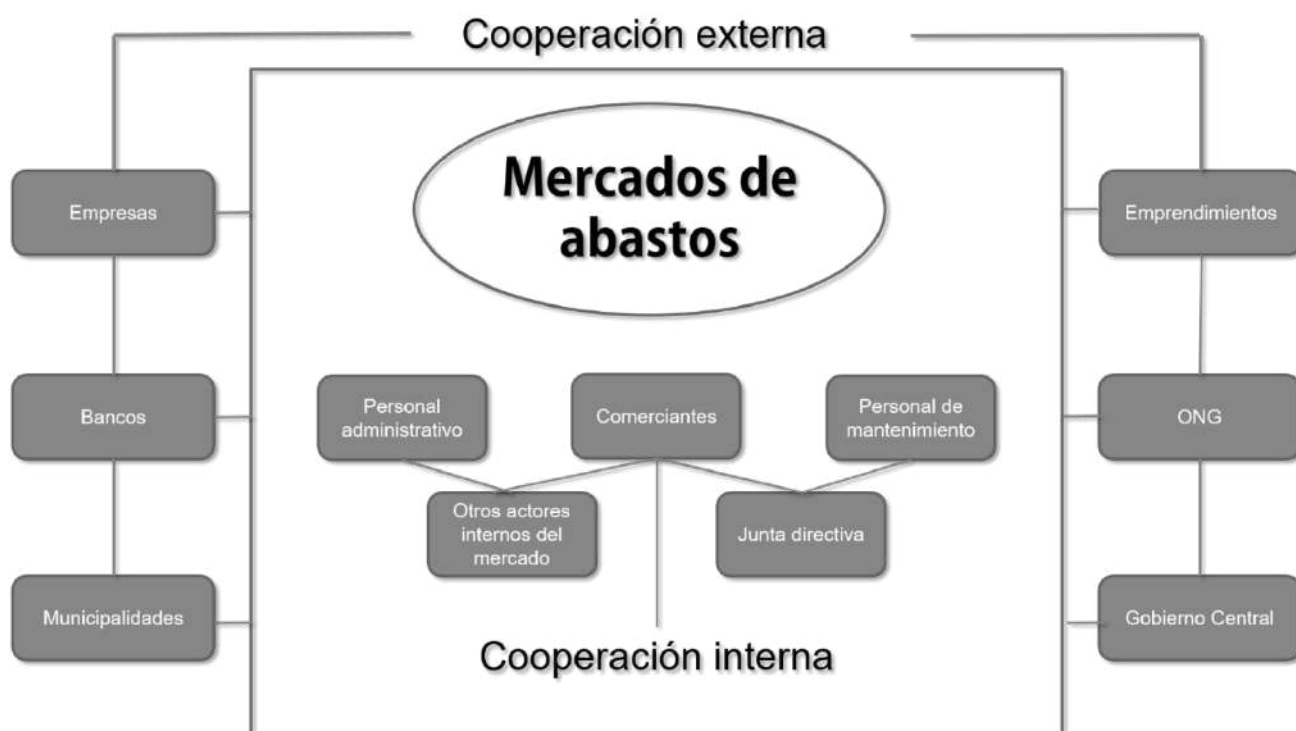 Cooperación externa
Mercados de
abastos
Empresas
Emprendimientos
Bancos
Personal
administrativo
Comerciantes
Personal de
mantenimiento
ONG
Otros actores
internos del
mercado
Junta directiva
Municipalidades
Gobierno Central
Cooperación interna